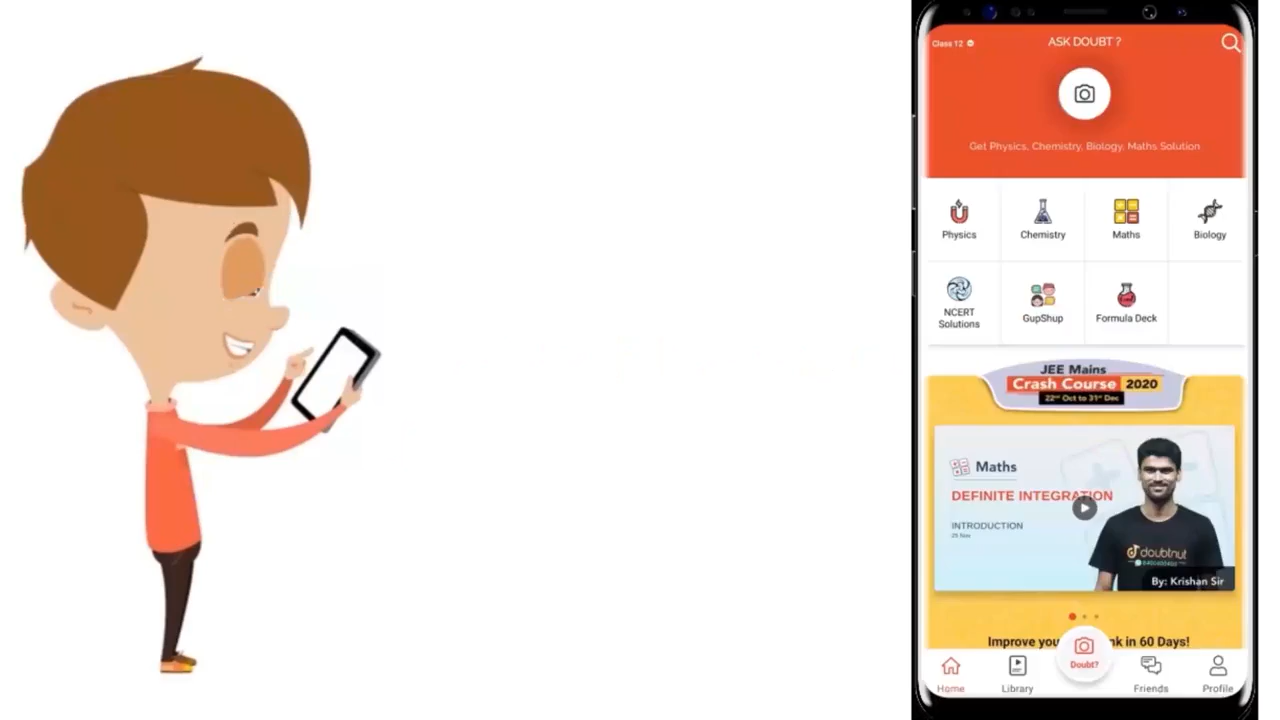 Class 12
ASK DOUBT ?
Get Physics, Chemistry, Biology, Maths Solution
Physics
Chemistry
Maths
Biology
NCERT
Solutions
GupShup
Formula Deck
JEE Mains
Crash Course 2020
22nd Oct to 31st Dec
Maths
DEFINITE INTEGRATION
INTRODUCTION
doubtnut
By: Krishan Sir
Improve you nk in 60 Days!
Doubt?
Home
Library
Friends
Profile